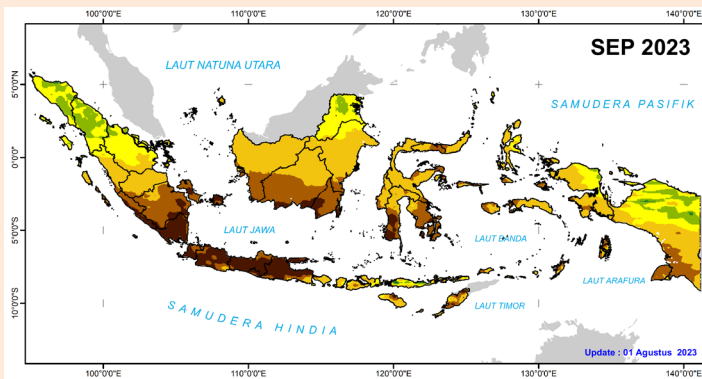 100°0'0"E 110°0'0"E 120°0'0"E 130°0'0"E 140°0'0"E
SEP 2023
LAUT NATUNA UTARA
5°0'0"N
SAMUDERA PASIFIK
0°0'0"
5°0'0"S
LAUT JAWA
LAUT BANDA
LAUT ARAFURA
10°0'0"S
SAMUDERA HINDIA
LAUT TIMOR
Update : 01 Agustus 2023
100°0'0"E 110°0'0"E 120°0'0"E 130°0'0"E 140°0'0"E